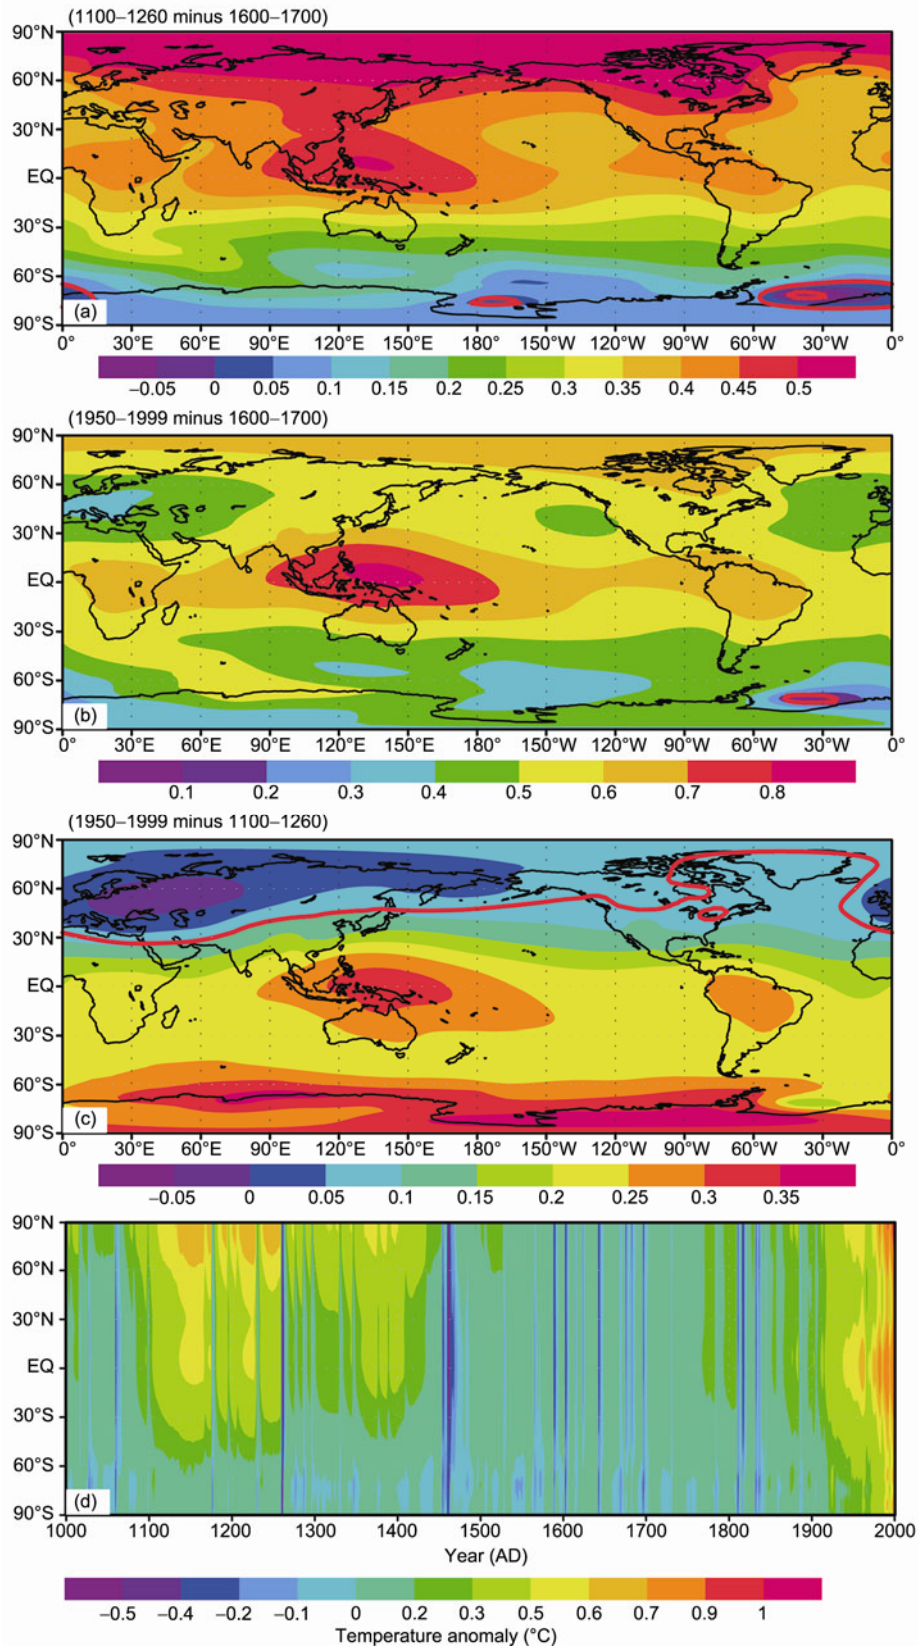 (1100–1260 minus 1600–1700)
90°N
60°N
30°N
EQ
30°S
60°S
90°S
(a)
0° 30°E 60°E 90°E 120°E 150°E 180° 150°W 120°W 90°W 60°W 30°W 0°
−0.05 0 0.05 0.1 0.15 0.2 0.25 0.3 0.35 0.4 0.45 0.5
(1950–1999 minus 1600–1700)
90°N
60°N
30°N
EQ
30°S
60°S
90°S
(b)
0° 30°E 60°E 90°E 120°E 150°E 180° 150°W 120°W 90°W 60°W 30°W 0°
0.1 0.2 0.3 0.4 0.5 0.6 0.7 0.8
(1950–1999 minus 1100–1260)
90°N
60°N
30°N
EQ
30°S
60°S
90°S
(c)
0° 30°E 60°E 90°E 120°E 150°E 180° 150°W 120°W 90°W 60°W 30°W 0°
−0.05 0 0.05 0.1 0.15 0.2 0.25 0.3 0.35
90°N
60°N
30°N
EQ
30°S
60°S
90°S
(d)
1000 1100 1200 1300 1400 1500 1600 1700 1800 1900 2000
Year (AD)
−0.5 −0.4 −0.2 −0.1 0 0.2 0.3 0.5 0.6 0.7 0.9 1
Temperature anomaly (°C)